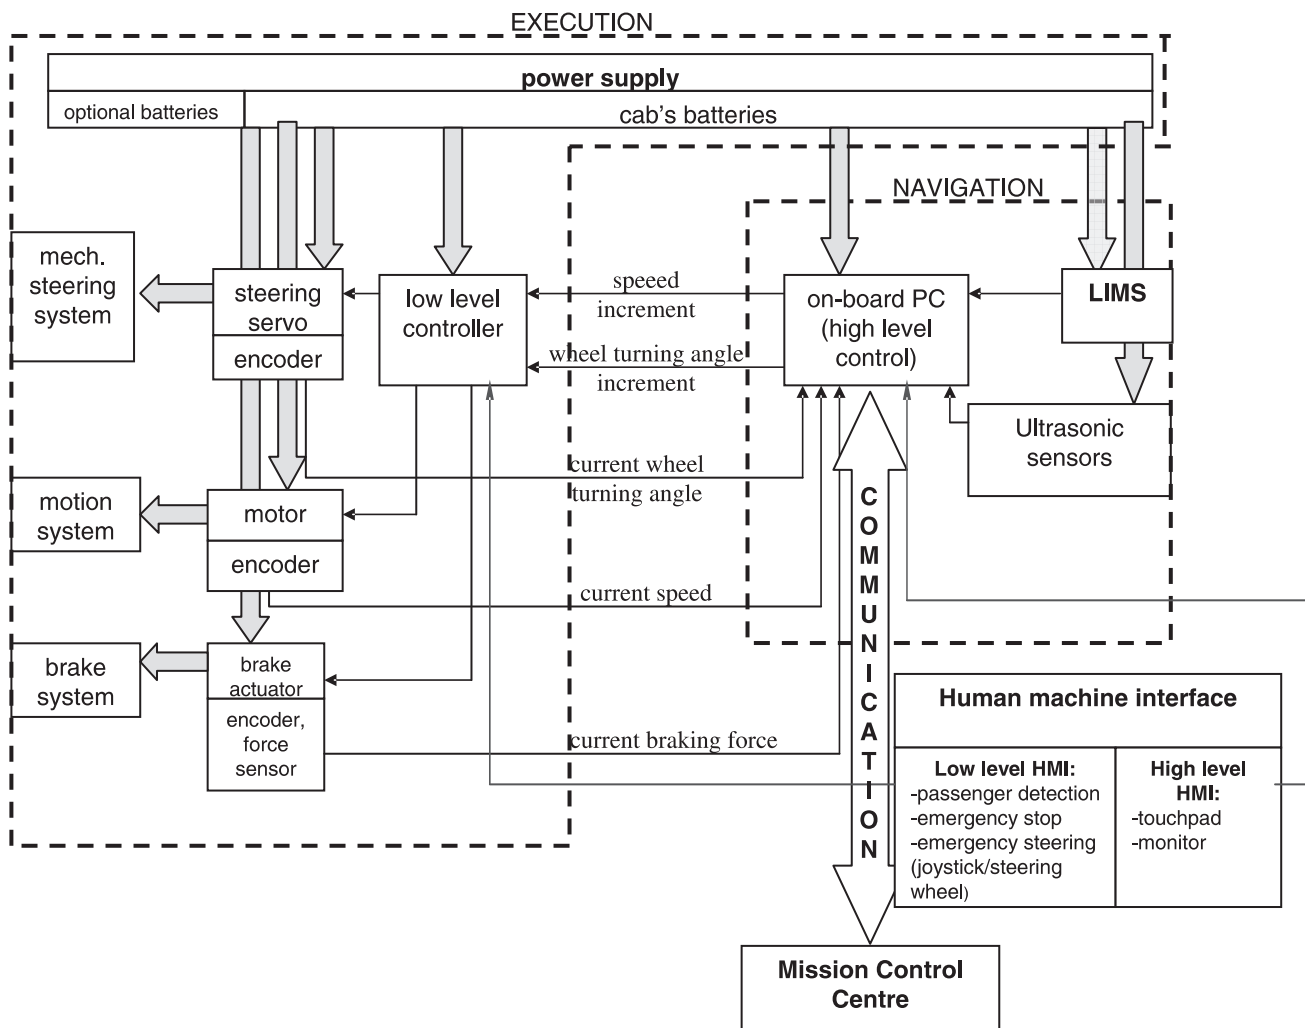 EXECUTION
power supply
optional batteries
cab's batteries
NAVIGATION
mech.
steering
system
steering
servo
encoder
low level
controller
speeed
increment
wheel turning angle
increment
on-board PC
(high level
control)
LIMS
Ultrasonic
sensors
current wheel
turning angle
motion
system
motor
encoder
current speed
brake
system
brake
actuator
encoder,
force
sensor
current braking force
COMMUNICATION
Human machine interface
Low level HMI:
-passenger detection
-emergency stop
-emergency steering
(joystick/steering
wheel)
High level
HMI:
-touchpad
-monitor
Mission Control
Centre